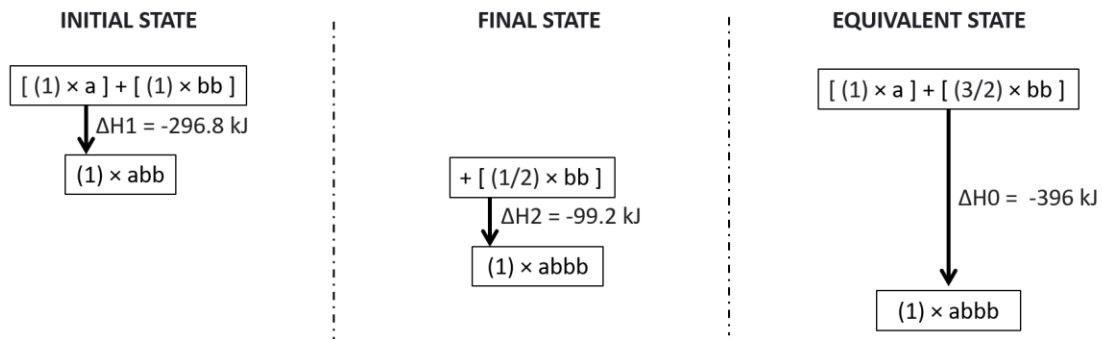 INITIAL STATE
FINAL STATE
EQUIVALENT STATE
[ (1) × a ] + [ (1) × bb ]
ΔH1 = -296.8 kJ
(1) × abb
+ [ (1/2) × bb ]
ΔH2 = -99.2 kJ
(1) × abbb
[ (1) × a ] + [ (3/2) × bb ]
ΔH0 = -396 kJ
(1) × abbb